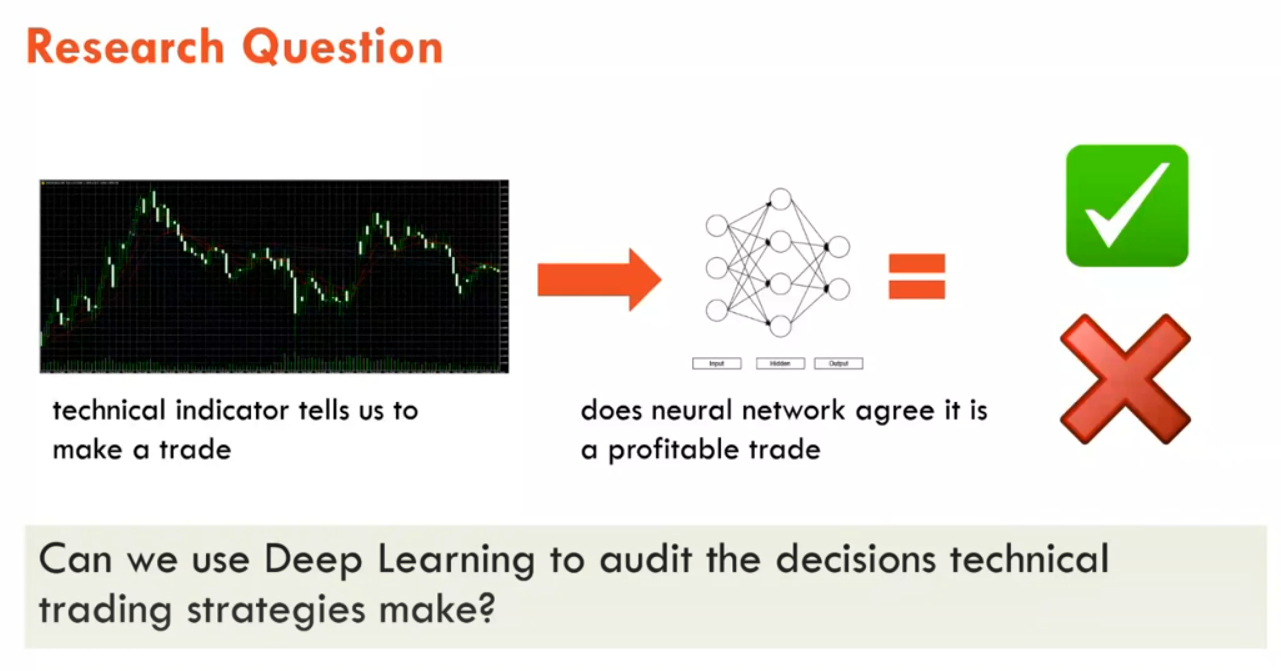 Research Question
technical indicator tells us to
make a trade
Input
Hidden
Output
does neural network agree it is
a profitable trade
Can we use Deep Learning to audit the decisions technical
trading strategies make?